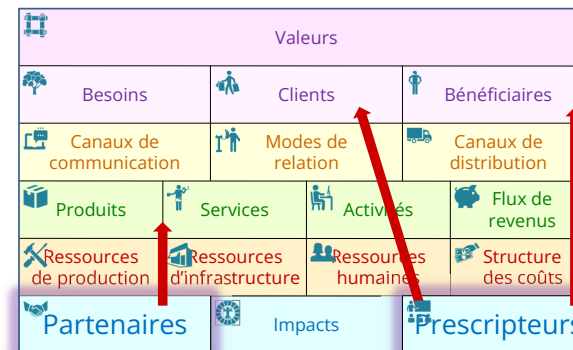 Valeurs
Besoins
Clients
Bénéficiaires
Canaux de
communication
Modes de
relation
Canaux de
distribution
Produits
Services
Activités
Flux de
revenus
Ressources
de production
Ressources
d'infrastructure
Ressources
humaines
Structure
des coûts
Partenaires
Impacts
Prescripteurs